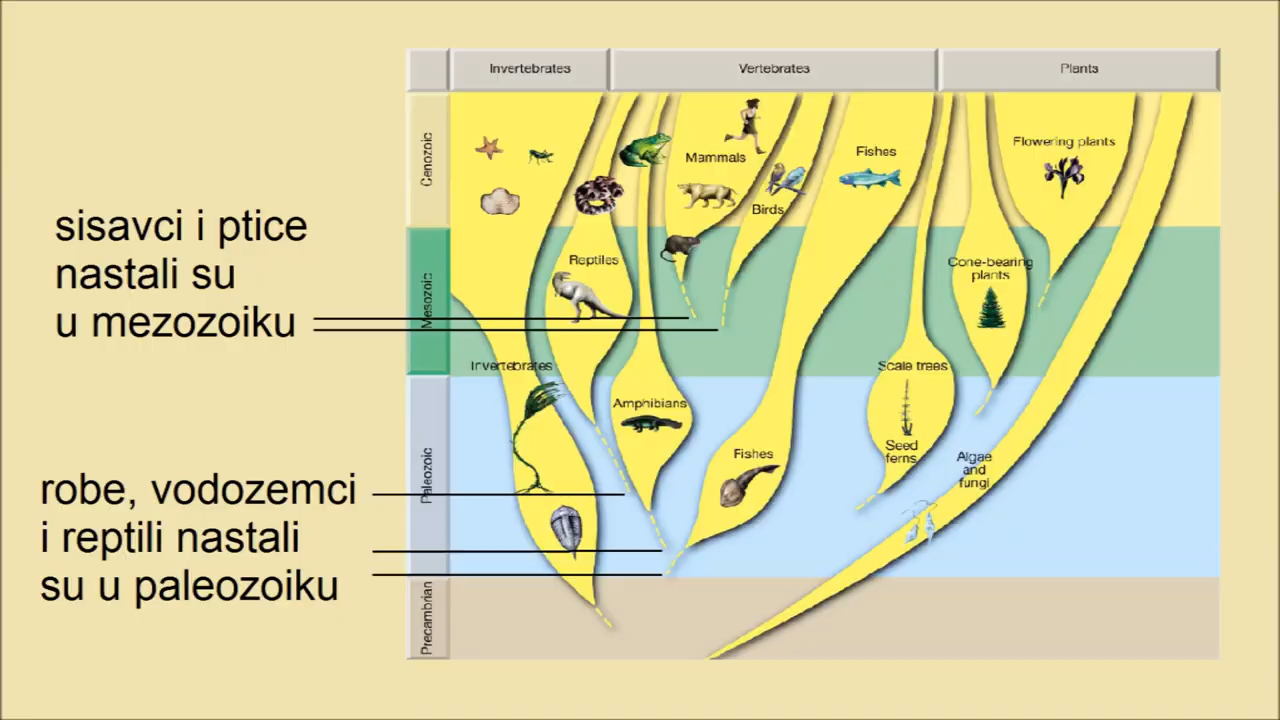 sisavci i ptice
nastali su
u mezozoiku
robe, vodozemci
i reptili nastali
su u paleozoiku
Invertebrates
Vertebrates
Plants
Cenozoic
Mammals
Birds
Fishes
Flowering plants
Mesozoic
Reptiles
Cone-bearing
plants
Invertebrates
Scale trees
Paleozoic
Amphibians
Fishes
Seed
ferns
Algae
and
fungi
Precambrian